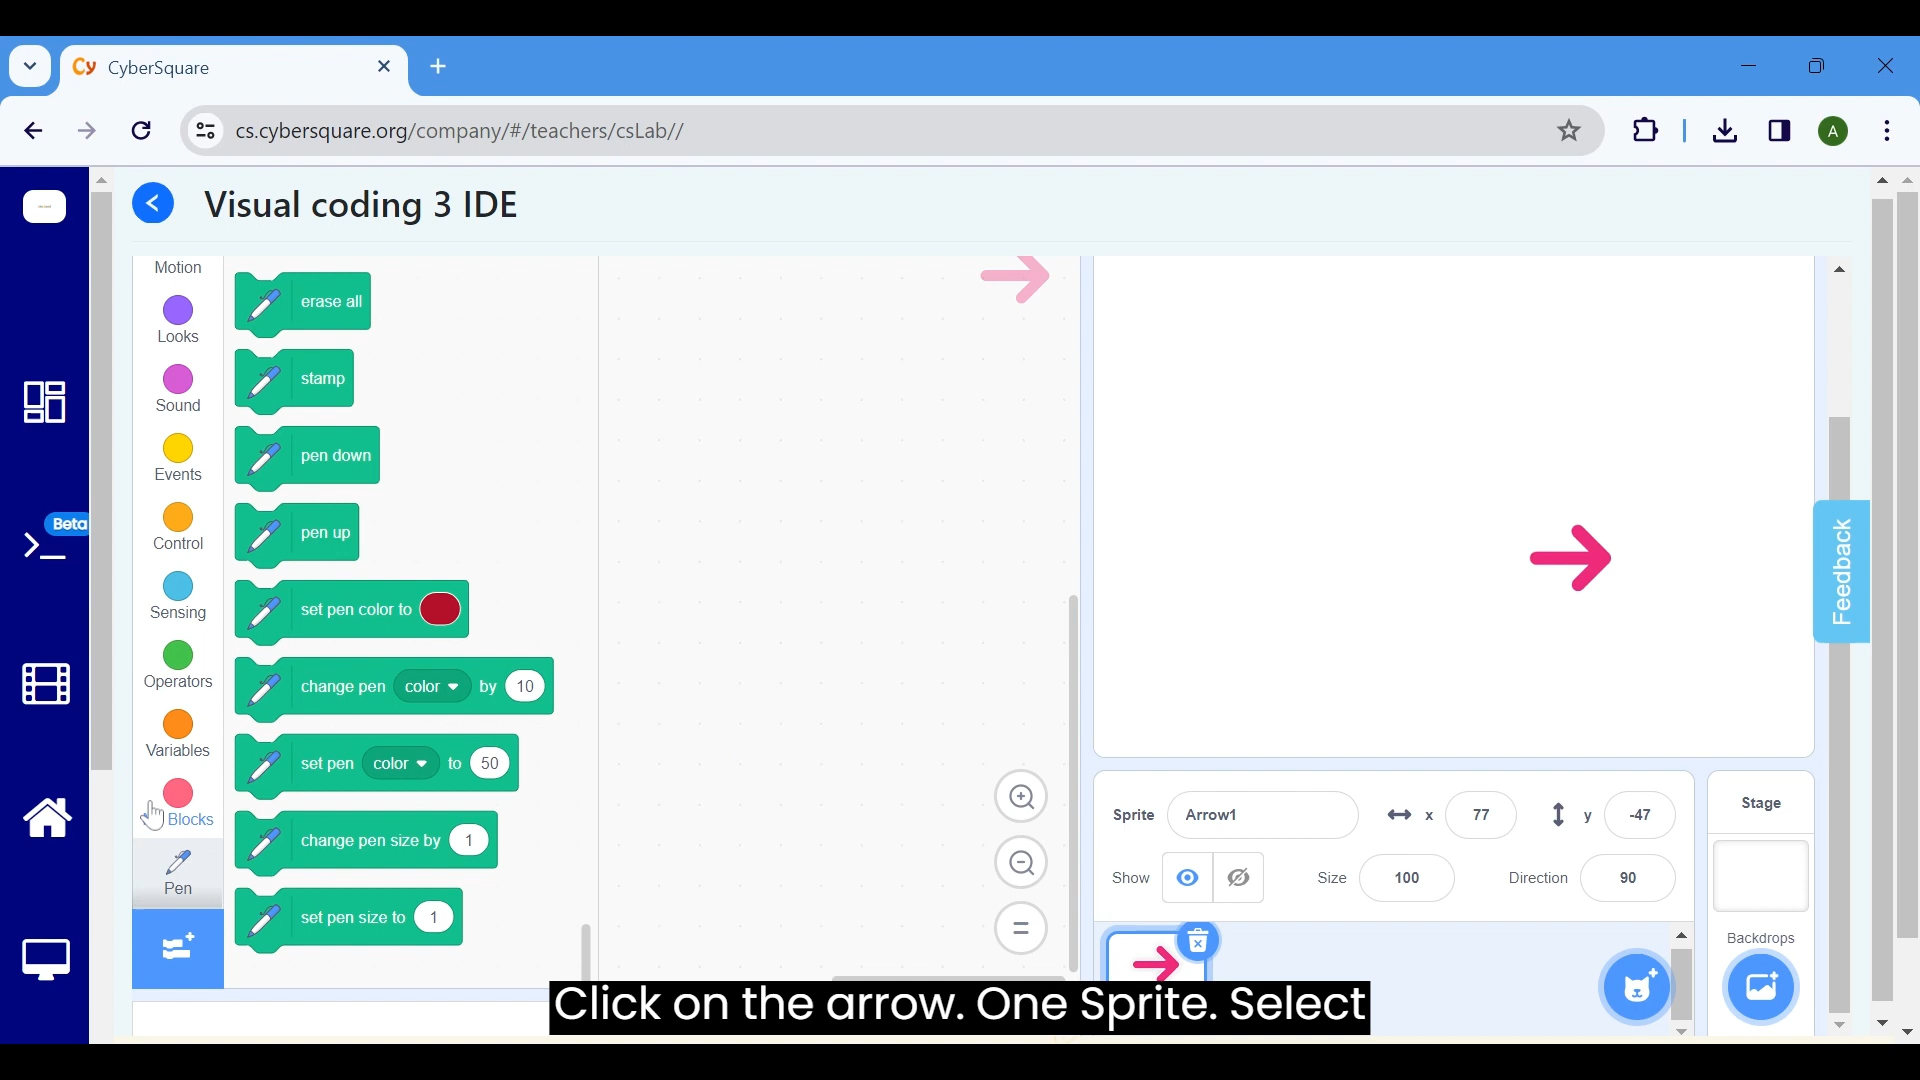 CyberSquare
cs.cybersquare.org/company/#/teachers/csLab//
A
Visual coding 3 IDE
Motion
Looks
Sound
Events
Control
Sensing
Operators
Variables
Blocks
Pen
Beta
erase all
stamp
pen down
pen up
set pen color to
change pen color by 10
set pen color to 50
change pen size by 1
set pen size to 1
Feedback
Sprite Arrow1 x 77 y -47
Show Size 100 Direction 90
Stage
Backdrops
Click on the arrow. One Sprite. Select